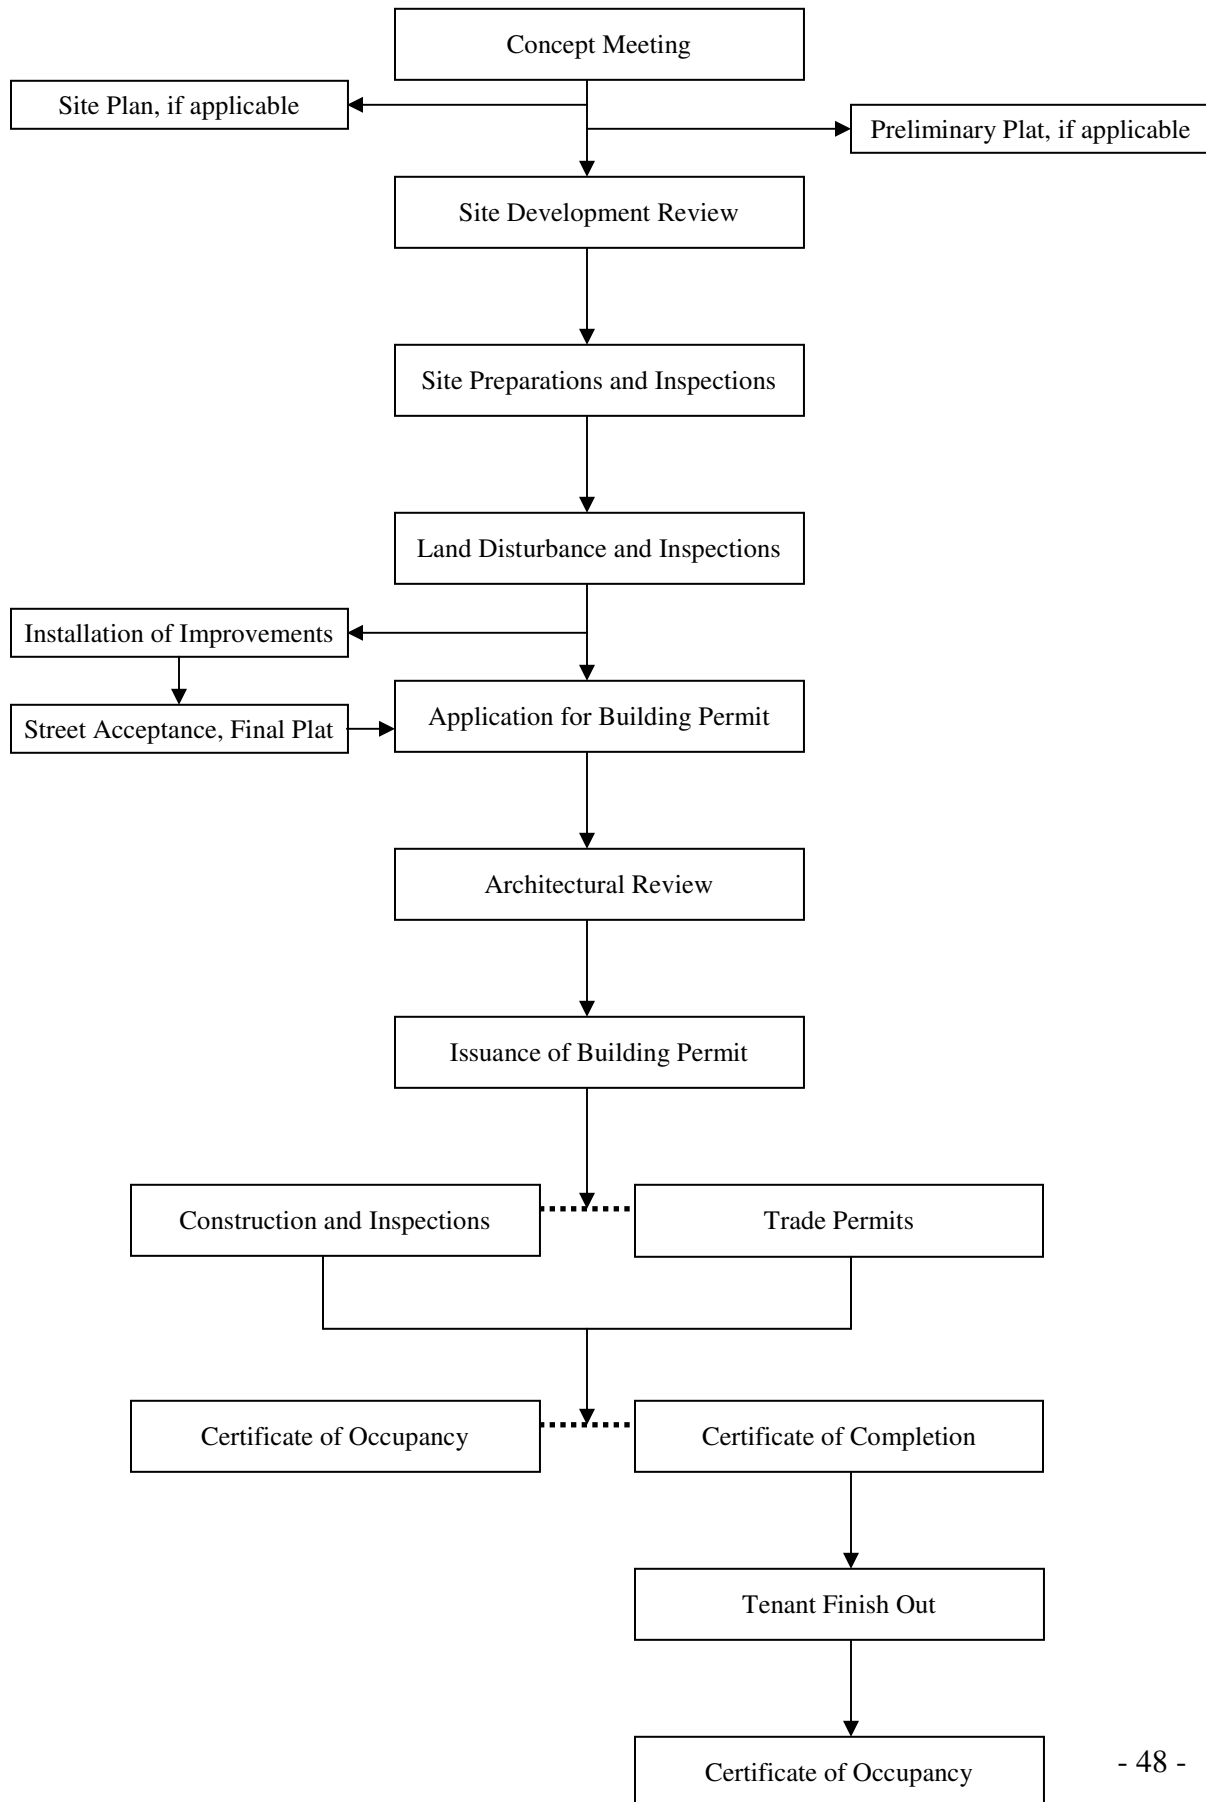 Concept Meeting
Site Plan, if applicable
Preliminary Plat, if applicable
Site Development Review
Site Preparations and Inspections
Land Disturbance and Inspections
Installation of Improvements
Street Acceptance, Final Plat
Application for Building Permit
Architectural Review
Issuance of Building Permit
Construction and Inspections
Trade Permits
Certificate of Occupancy
Certificate of Completion
Tenant Finish Out
Certificate of Occupancy
- 48 -